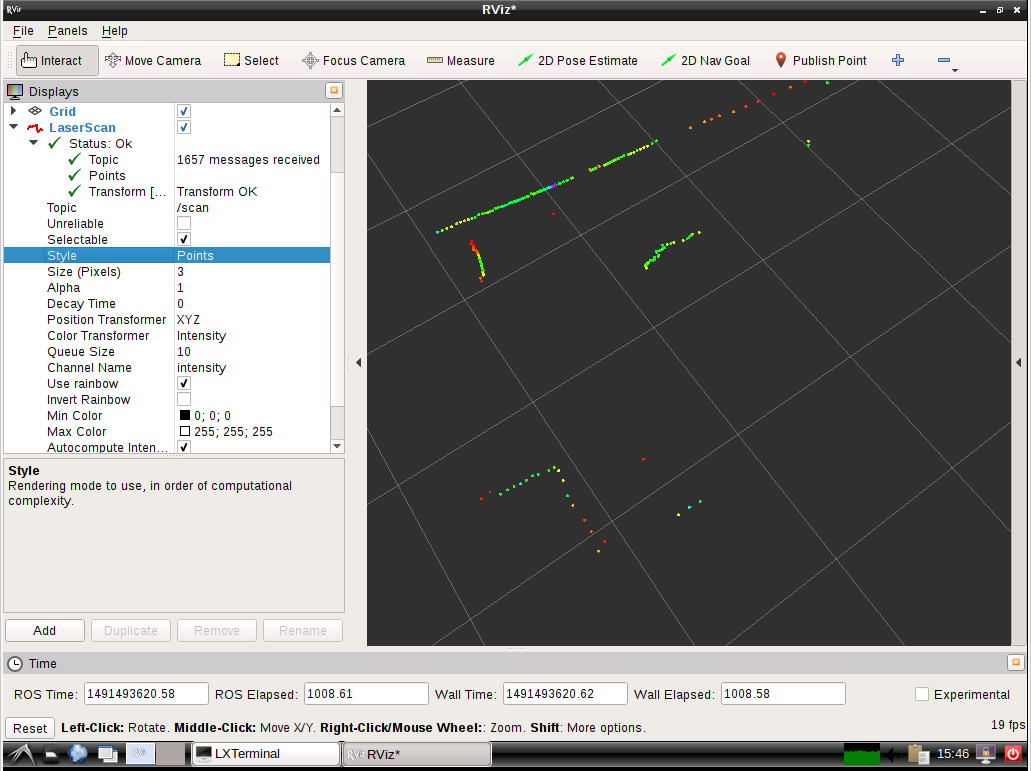 RViz RViz*
File Panels Help
Interact Move Camera Select Focus Camera Measure 2D Pose Estimate 2D Nav Goal Publish Point
Displays
Grid
LaserScan
Status: Ok
Topic 1657 messages received
Points
Transform [... Transform OK
Topic /scan
Unreliable
Selectable
Style Points
Size (Pixels) 3
Alpha 1
Decay Time 0
Position Transformer XYZ
Color Transformer Intensity
Queue Size 10
Channel Name intensity
Use rainbow
Invert Rainbow
Min Color 0; 0; 0
Max Color 255; 255; 255
Autocompute Inten...
Style
Rendering mode to use, in order of computational
complexity.
Add Duplicate Remove Rename
Time
ROS Time: 1491493620.58 ROS Elapsed: 1008.61 Wall Time: 1491493620.62 Wall Elapsed: 1008.58 Experimental
Reset Left-Click: Rotate. Middle-Click: Move X/Y. Right-Click/Mouse Wheel:: Zoom. Shift: More options. 19 fps
RViz LXTerminal RViz RViz* 15:46